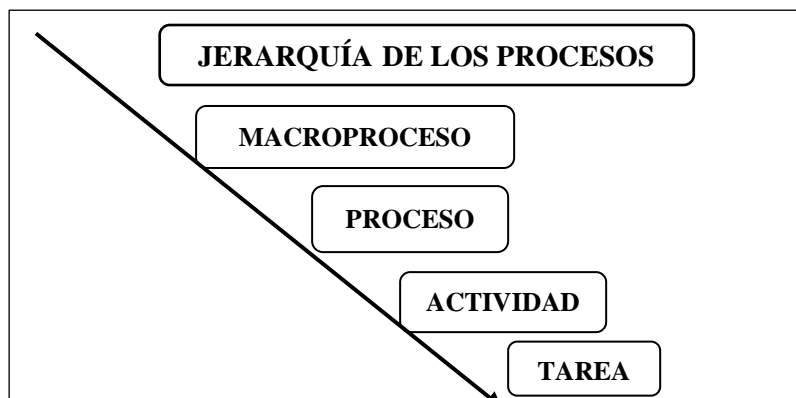 JERARQUÍA DE LOS PROCESOS
MACROPROCESO
PROCESO
ACTIVIDAD
TAREA